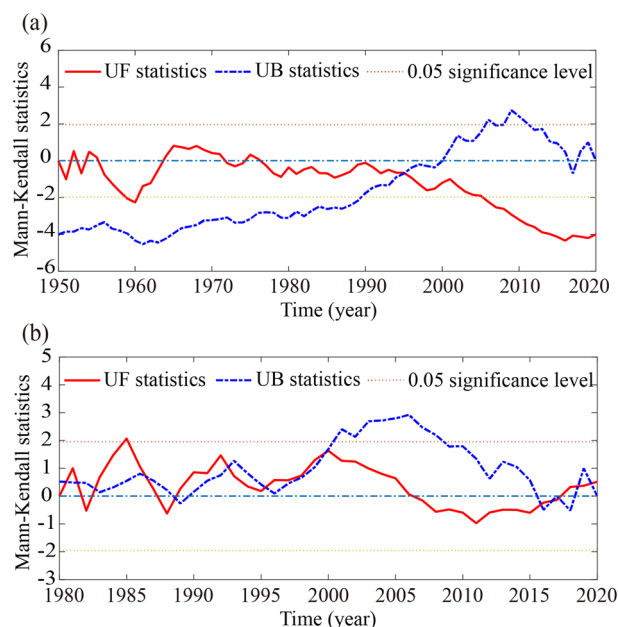 (a)
6
UF statistics UB statistics 0.05 significance level
4
2
0
-2
-4
-6
Mann-Kendall statistics
1950 1960 1970 1980 1990 2000 2010 2020
Time (year)
(b)
5
UF statistics UB statistics 0.05 significance level
4
3
2
1
0
-1
-2
-3
Mann-Kendall statistics
1980 1985 1990 1995 2000 2005 2010 2015 2020
Time (year)